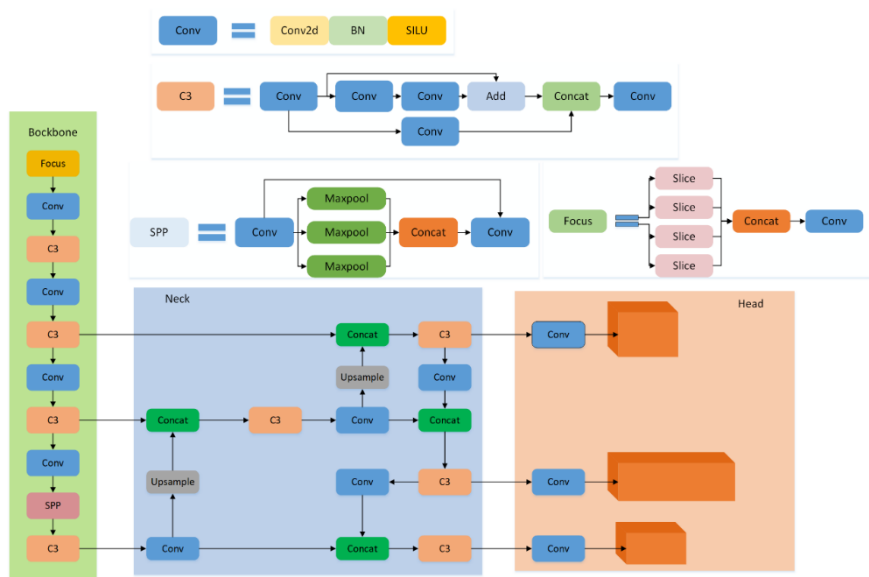 Conv
Conv2d
BN
SILU
C3
Conv
Conv
Conv
Add
Concat
Conv
Conv
Bockbone
Focus
Conv
C3
Conv
C3
Conv
C3
Conv
SPP
C3
SPP
Conv
Maxpool
Maxpool
Maxpool
Concat
Conv
Focus
Slice
Slice
Slice
Slice
Concat
Conv
Neck
Concat
C3
Upsample
Conv
Concat
C3
Conv
Concat
Upsample
Conv
C3
Conv
Concat
C3
Head
Conv
Conv
Conv